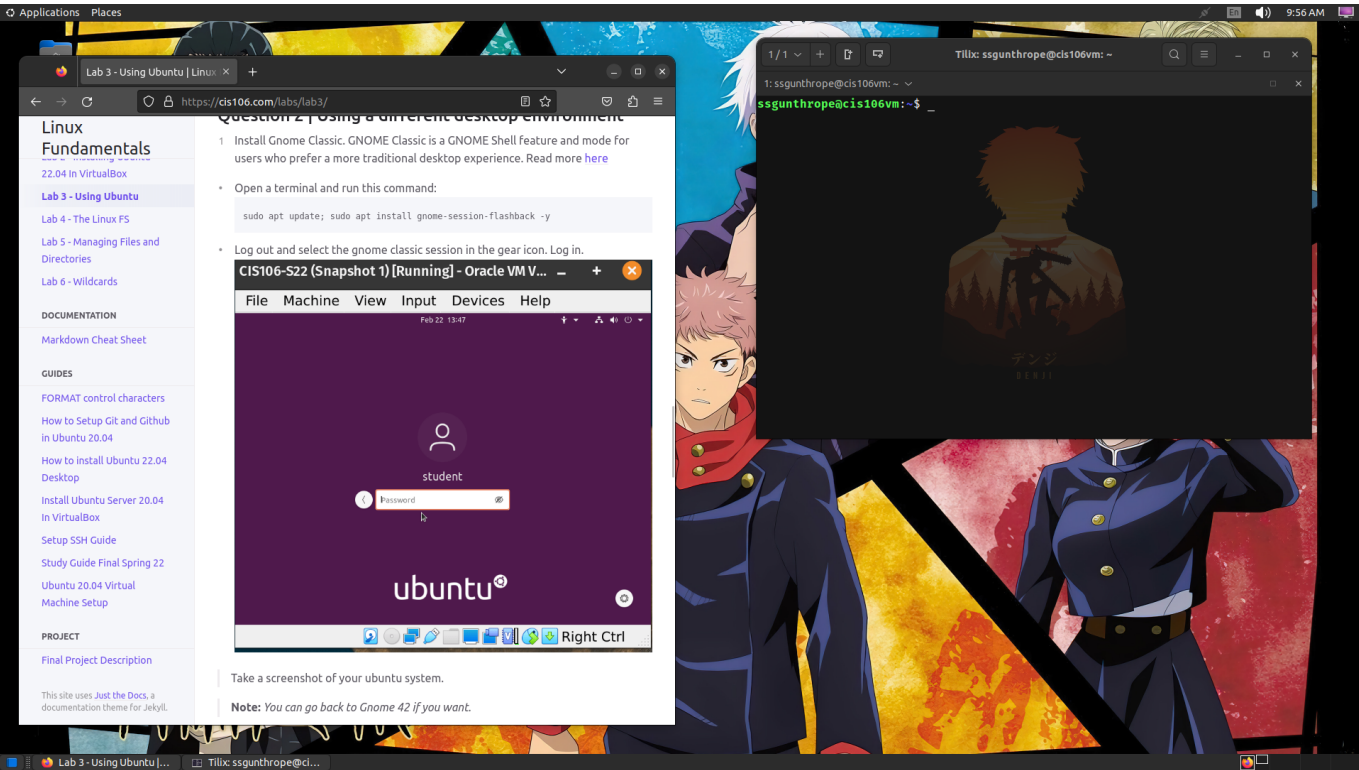 Applications Places
En 9:56 AM
Lab 3 - Using Ubuntu | Linux
https://cis106.com/labs/lab3/
Linux
Fundamentals
22.04 In VirtualBox
Lab 3 - Using Ubuntu
Lab 4 - The Linux FS
Lab 5 - Managing Files and
Directories
Lab 6 - Wildcards
DOCUMENTATION
Markdown Cheat Sheet
GUIDES
FORMAT control characters
How to Setup Git and Github
in Ubuntu 20.04
How to install Ubuntu 22.04
Desktop
Install Ubuntu Server 20.04
In VirtualBox
Setup SSH Guide
Study Guide Final Spring 22
Ubuntu 20.04 Virtual
Machine Setup
PROJECT
Final Project Description
This site uses Just the Docs, a
documentation theme for Jekyll.
Question 2 | Using a different desktop environment
1 Install Gnome Classic. GNOME Classic is a GNOME Shell feature and mode for
users who prefer a more traditional desktop experience. Read more here
• Open a terminal and run this command:
sudo apt update; sudo apt install gnome-session-flashback -y
• Log out and select the gnome classic session in the gear icon. Log in.
CIS106-S22 (Snapshot 1) [Running] - Oracle VM V...
File Machine View Input Devices Help
Feb 22 13:47
student
Password
ubuntu
Right Ctrl
Take a screenshot of your ubuntu system.
Note: You can go back to Gnome 42 if you want.
1 / 1
Tilix: ssgunthrope@cis106vm: ~
1: ssgunthrope@cis106vm: ~
ssgunthrope@cis106vm:~$ _
デンジ
DENJI
Lab 3 - Using Ubuntu |...
Tilix: ssgunthrope@ci...